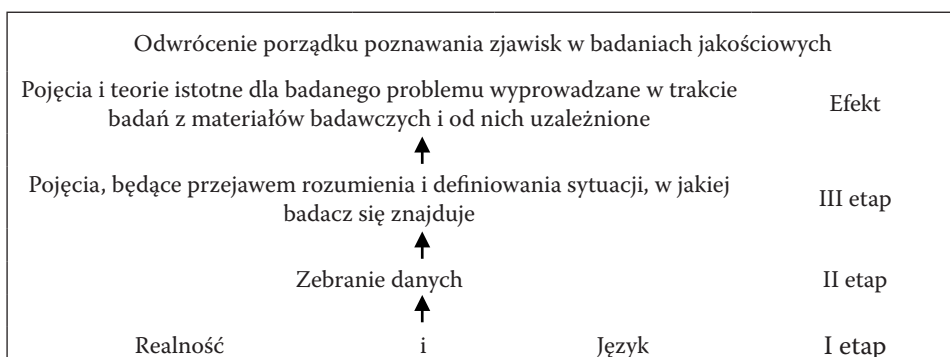 Odwrócenie porządku poznawania zjawisk w badaniach jakościowych
Pojęcia i teorie istotne dla badanego problemu wyprowadzane w trakcie
badań z materiałów badawczych i od nich uzależnione
Efekt
Pojęcia, będące przejawem rozumienia i definiowania sytuacji, w jakiej
badacz się znajduje
III etap
Zebranie danych
II etap
Realność i Język
I etap